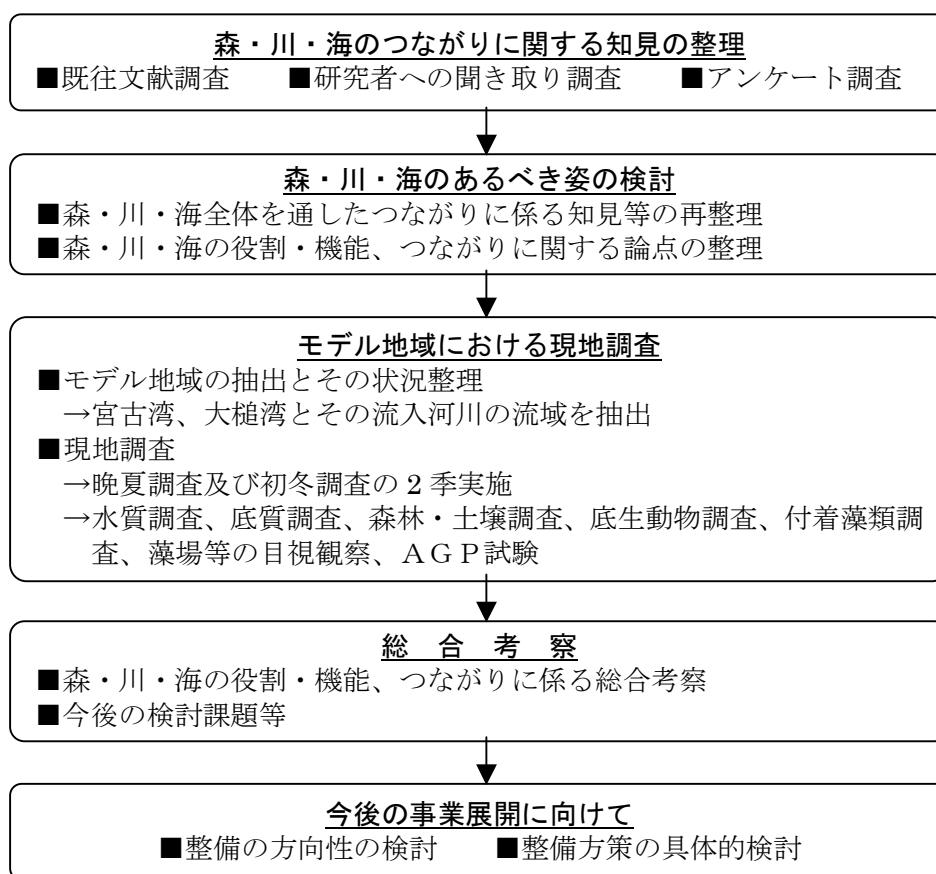 森・川・海のつながりに関する知見の整理
■既往文献調査　　■研究者への聞き取り調査　　■アンケート調査
森・川・海のあるべき姿の検討
■森・川・海全体を通したつながりに係る知見等の再整理
■森・川・海の役割・機能、つながりに関する論点の整理
モデル地域における現地調査
■モデル地域の抽出とその状況整理
→宮古湾、大槌湾とその流入河川の流域を抽出
■現地調査
→晩夏調査及び初冬調査の 2 季実施
→水質調査、底質調査、森林・土壌調査、底生動物調査、付着藻類調
査、藻場等の目視観察、ＡＧＰ試験
総　合　考　察
■森・川・海の役割・機能、つながりに係る総合考察
■今後の検討課題等
今後の事業展開に向けて
■整備の方向性の検討　　■整備方策の具体的検討